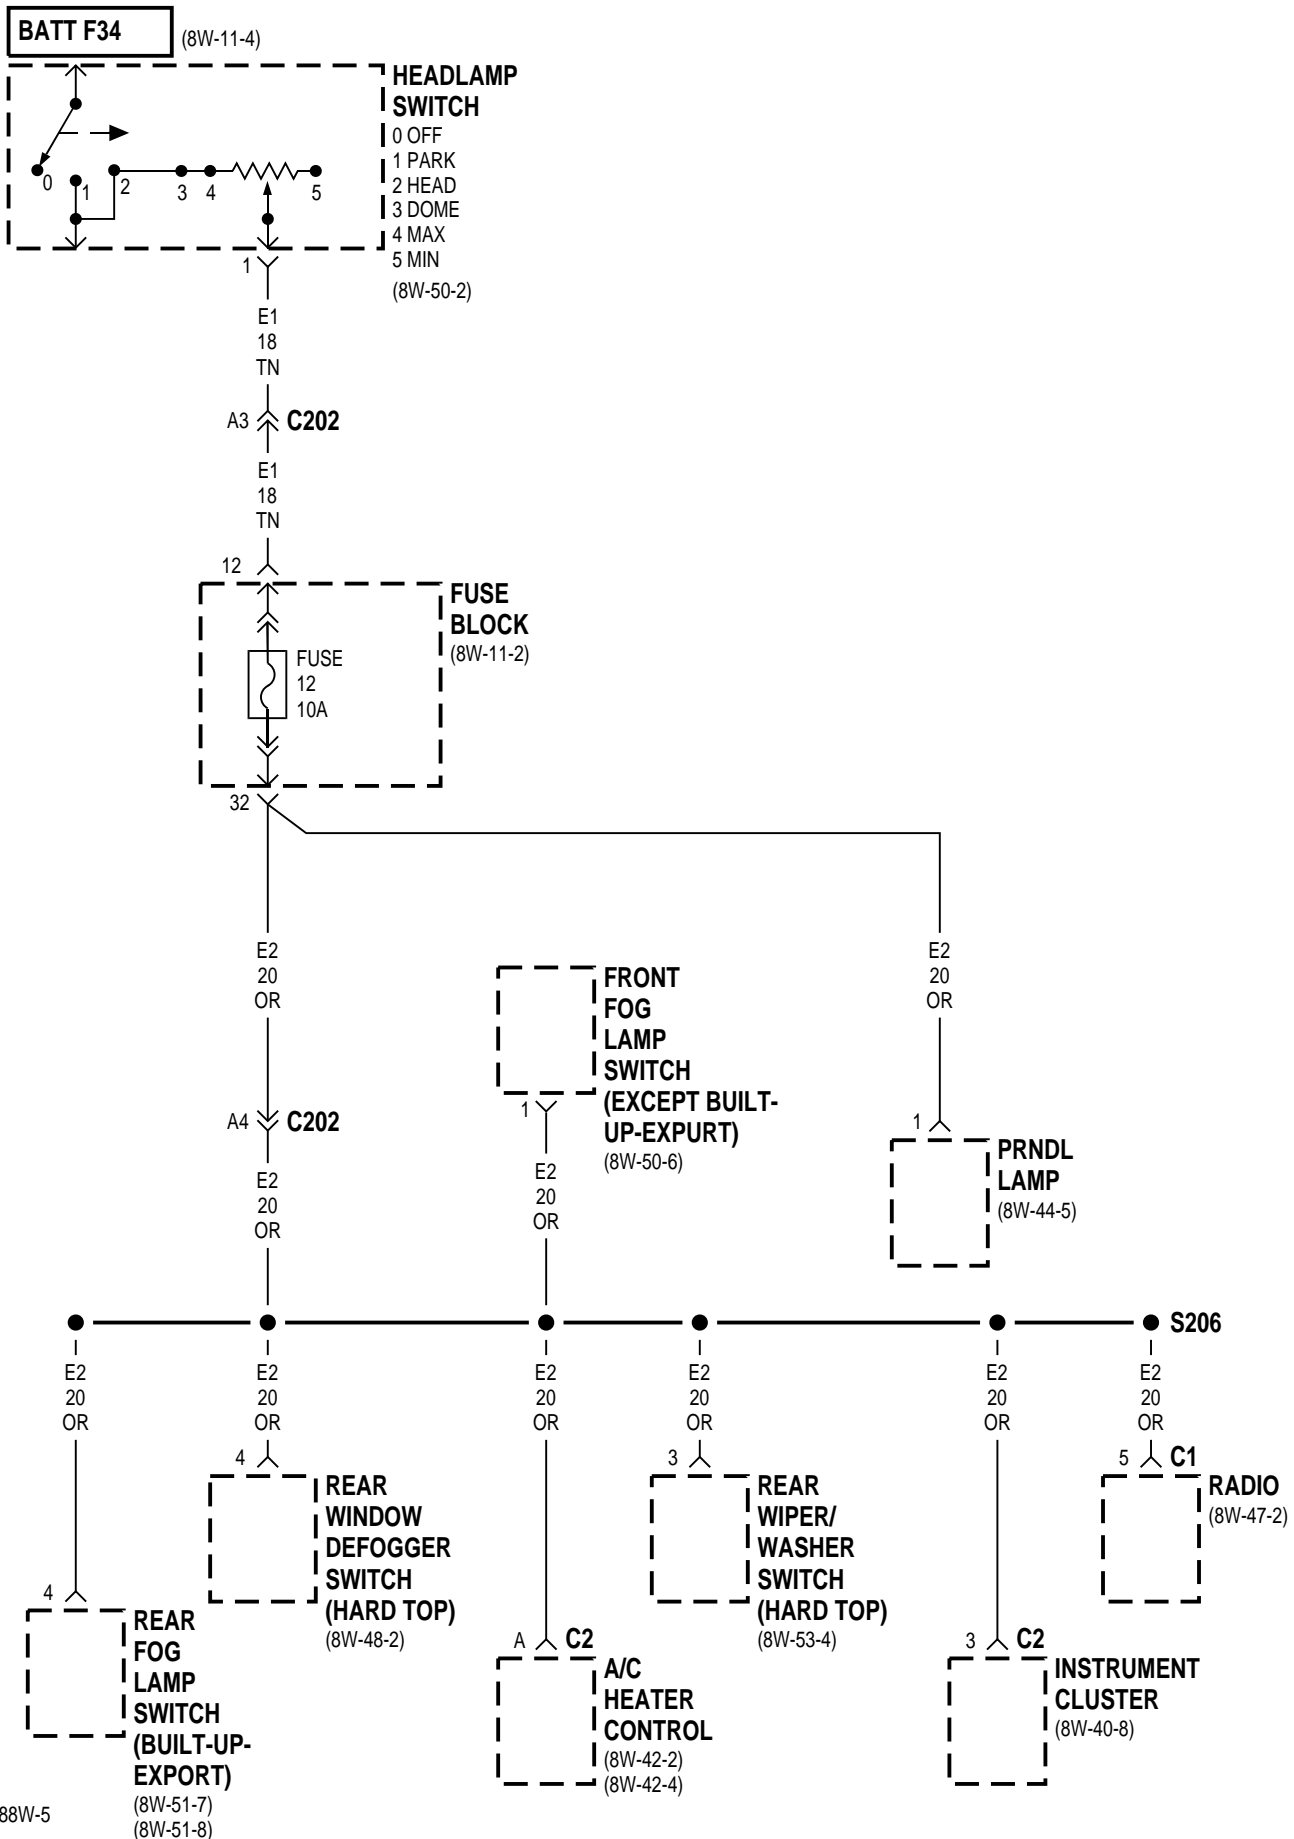 BATT F34
(8W-11-4)
HEADLAMP
SWITCH
0 OFF
1 PARK
2 HEAD
3 DOME
4 MAX
5 MIN
(8W-50-2)
0
1
2
3
4
5
1
E1
18
TN
A3
C202
E1
18
TN
12
FUSE
BLOCK
(8W-11-2)
FUSE
12
10A
32
E2
20
OR
E2
20
OR
FRONT
FOG
LAMP
SWITCH
(EXCEPT BUILT-
UP-EXPURT)
(8W-50-6)
1
A4
C202
1
PRNDL
LAMP
(8W-44-5)
E2
20
OR
E2
20
OR
S206
E2
20
OR
E2
20
OR
E2
20
OR
E2
20
OR
E2
20
OR
E2
20
OR
4
REAR
WINDOW
DEFOGGER
SWITCH
(HARD TOP)
(8W-48-2)
3
REAR
WIPER/
WASHER
SWITCH
(HARD TOP)
(8W-53-4)
5
C1
RADIO
(8W-47-2)
4
REAR
FOG
LAMP
SWITCH
(BUILT-UP-
EXPORT)
(8W-51-7)
(8W-51-8)
A
C2
A/C
HEATER
CONTROL
(8W-42-2)
(8W-42-4)
3
C2
INSTRUMENT
CLUSTER
(8W-40-8)
88W-5